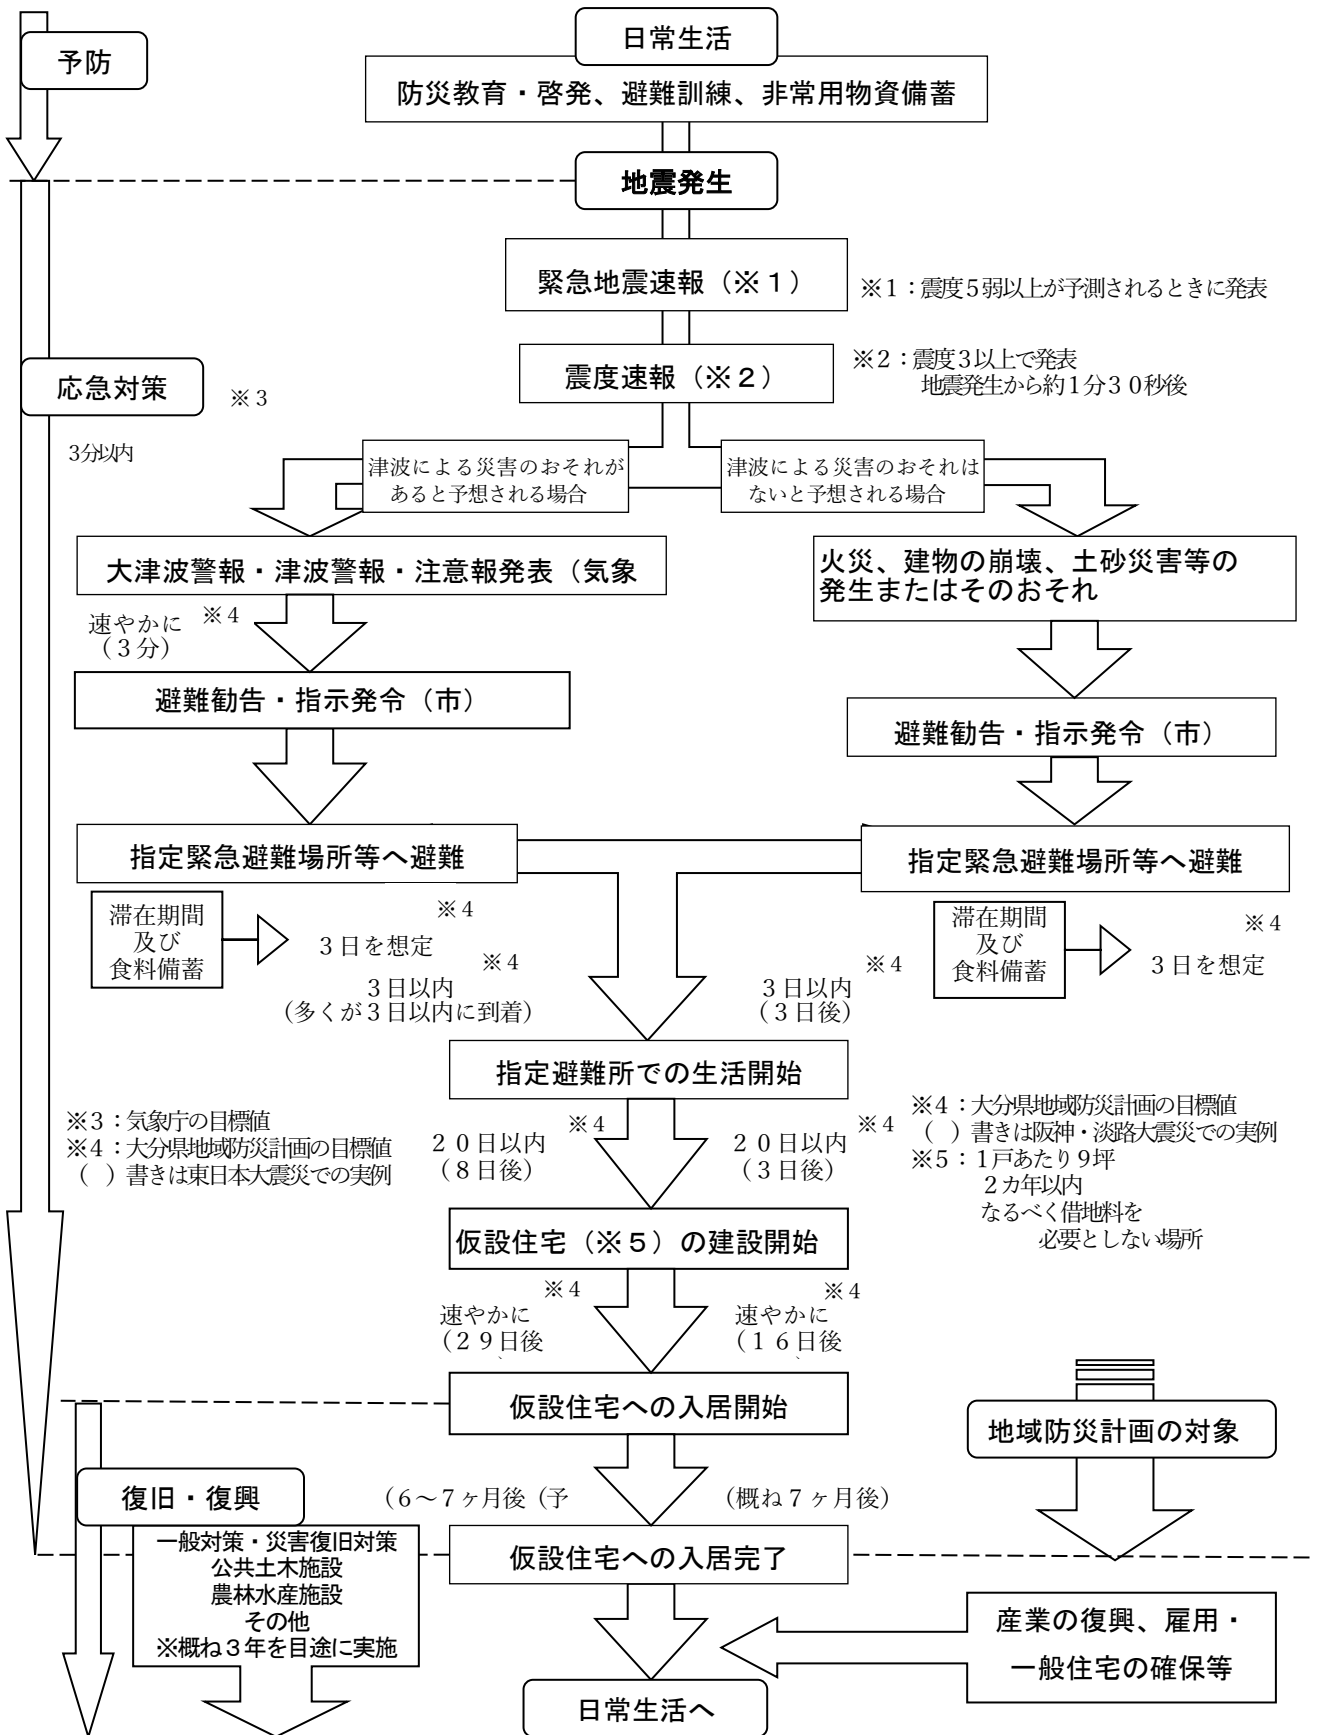 予防
日常生活
防災教育・啓発、避難訓練、非常用物資備蓄
地震発生
緊急地震速報（※１）
※１：震度５弱以上が予測されるときに発表
震度速報（※２）
※２：震度３以上で発表
地震発生から約１分３０秒後
応急対策
※３
３分以内
津波による災害のおそれが
あると予想される場合
津波による災害のおそれは
ないと予想される場合
大津波警報・津波警報・注意報発表（気象
火災、建物の崩壊、土砂災害等の
発生またはそのおそれ
速やかに
（３分）
※４
避難勧告・指示発令（市）
避難勧告・指示発令（市）
指定緊急避難場所等へ避難
指定緊急避難場所等へ避難
滞在期間
及び
食料備蓄
※４
３日を想定
※４
３日以内
（多くが３日以内に到着）
※４
３日以内
（３日後）
滞在期間
及び
食料備蓄
※４
３日を想定
指定避難所での生活開始
※３：気象庁の目標値
※４：大分県地域防災計画の目標値
（　）書きは東日本大震災での実例
※４
２０日以内
（８日後）
※４
２０日以内
（３日後）
※４：大分県地域防災計画の目標値
（　）書きは阪神・淡路大震災での実例
※５：１戸あたり９坪
２カ年以内
なるべく借地料を
必要としない場所
仮設住宅（※５）の建設開始
※４
速やかに
（２９日後
※４
速やかに
（１６日後
仮設住宅への入居開始
地域防災計画の対象
復旧・復興
（６～７ヶ月後（予
（概ね７ヶ月後）
一般対策・災害復旧対策
公共土木施設
農林水産施設
その他
※概ね３年を目途に実施
仮設住宅への入居完了
産業の復興、雇用・
一般住宅の確保等
日常生活へ